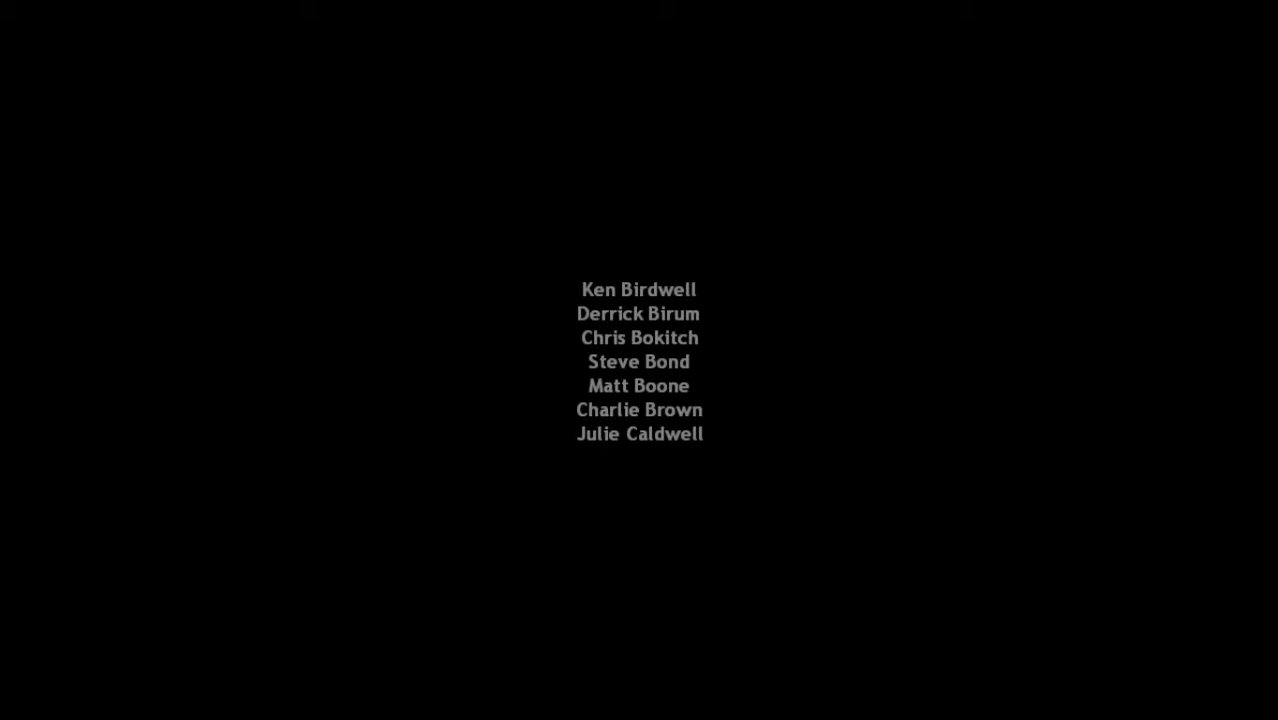 Ken Birdwell
Derrick Birum
Chris Bokitch
Steve Bond
Matt Boone
Charlie Brown
Julie Caldwell